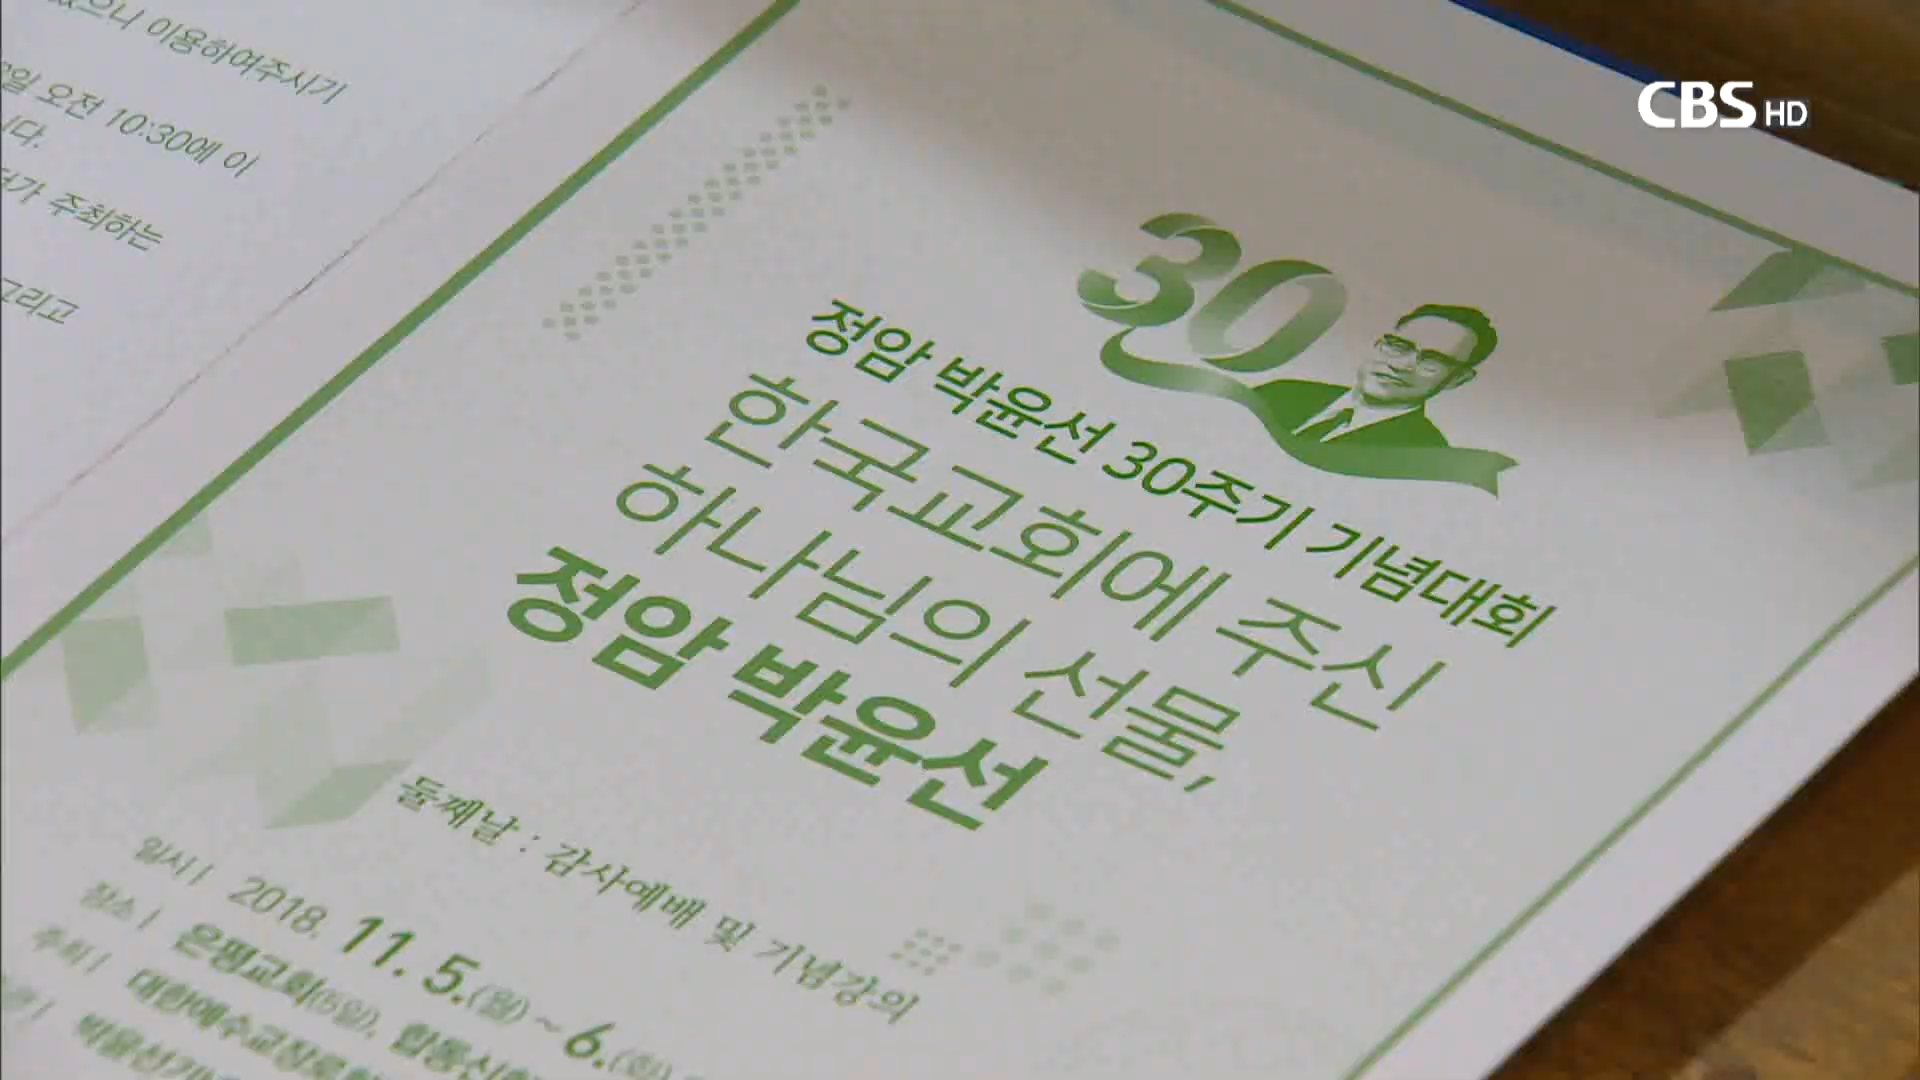 이용하여주시기
오전 10:30에 이
니다.
주최하는
그리고
CBS HD
30
정암 박윤선 30주기 기념대회
한국교회에 주신
하나님의 선물,
정암 박윤선
둘째날 : 감사예배 및 기념강의
일시 | 2018. 11. 5.(월) ~ 6.(화)
장소 | 은평교회(5일), 합동신학
주최 | 대한예수교장로회